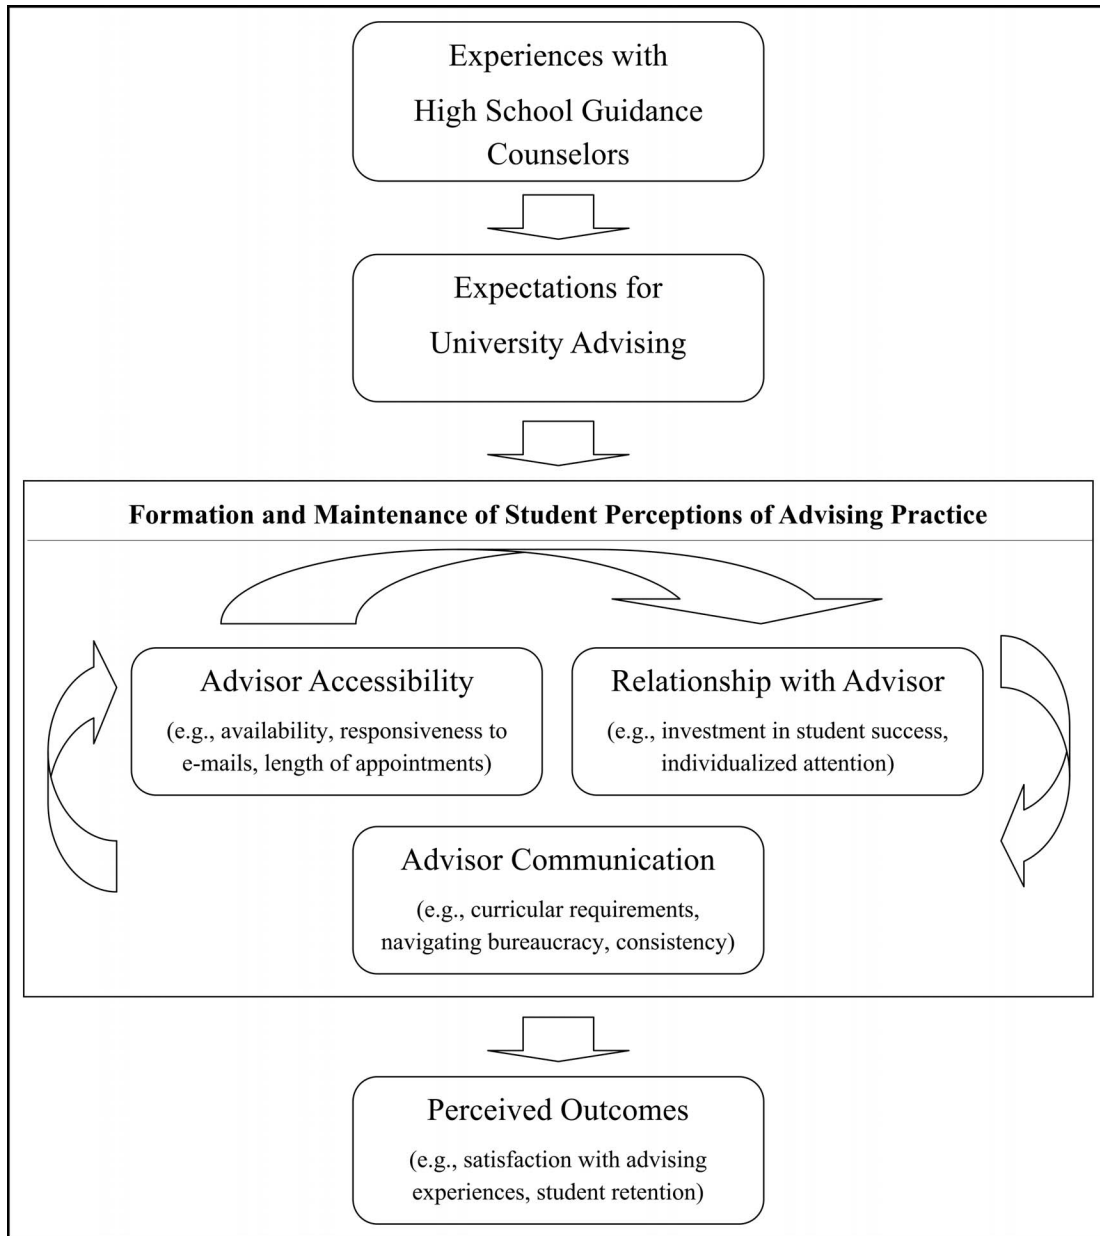 Experiences with
High School Guidance
Counselors
Expectations for
University Advising
Formation and Maintenance of Student Perceptions of Advising Practice
Advisor Accessibility
(e.g., availability, responsiveness to
e-mails, length of appointments)
Relationship with Advisor
(e.g., investment in student success,
individualized attention)
Advisor Communication
(e.g., curricular requirements,
navigating bureaucracy, consistency)
Perceived Outcomes
(e.g., satisfaction with advising
experiences, student retention)